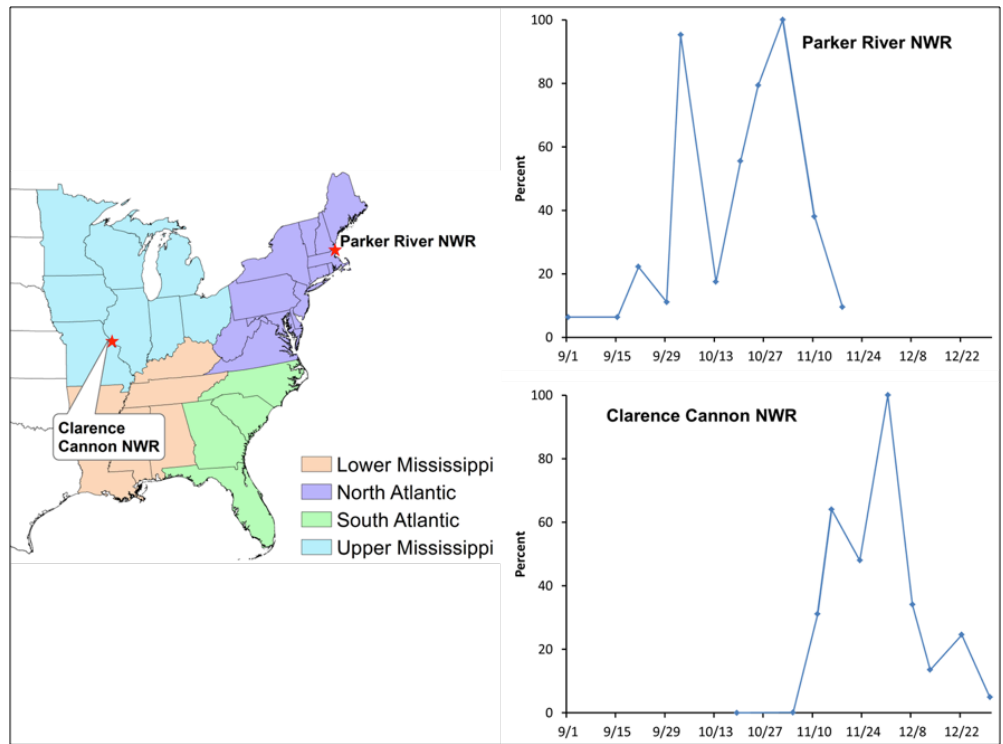 Parker River NWR
Clarence
Cannon NWR
Lower Mississippi
North Atlantic
South Atlantic
Upper Mississippi
Parker River NWR
Percent
100
80
60
40
20
0
9/1 9/15 9/29 10/13 10/27 11/10 11/24 12/8 12/22
Clarence Cannon NWR
Percent
100
80
60
40
20
0
9/1 9/15 9/29 10/13 10/27 11/10 11/24 12/8 12/22